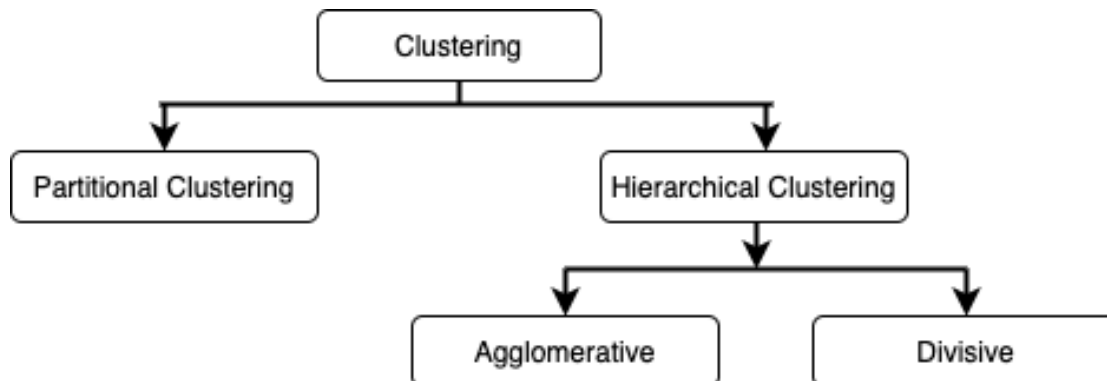 Clustering
Partitional Clustering
Hierarchical Clustering
Agglomerative
Divisive